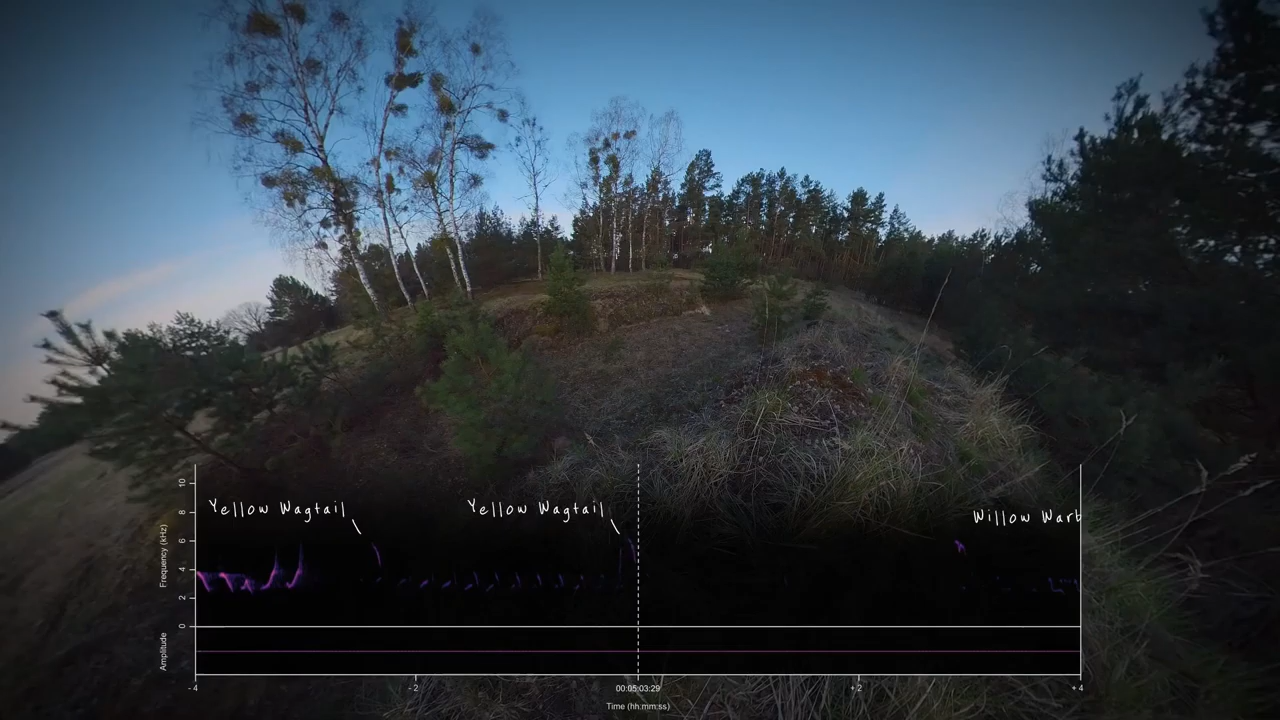 Yellow Wagtail
Yellow Wagtail
Willow Warb
10
8
6
4
2
0
Frequency (kHz)
Amplitude
- 4
- 2
00:05:03:29
+ 2
+ 4
Time (hh:mm:ss)